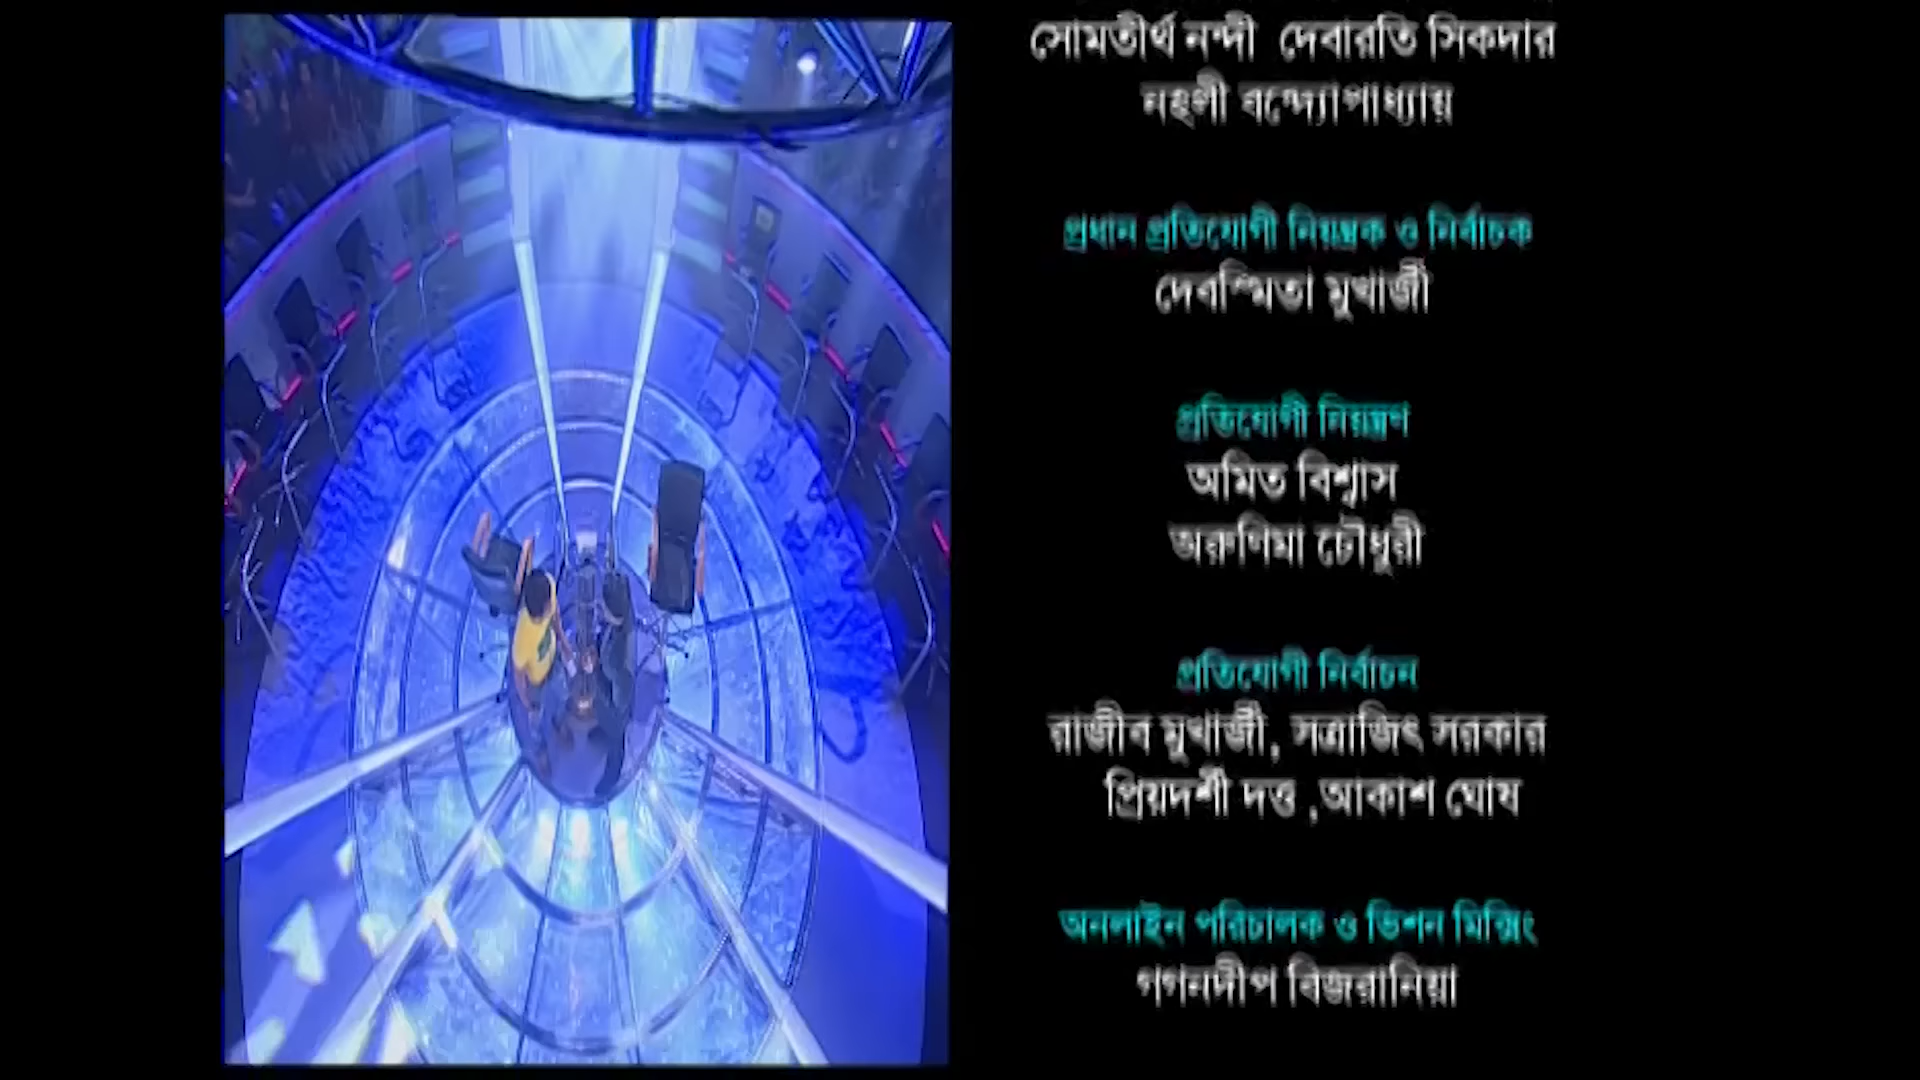 সোমতীর্থ নন্দী দেবারতি সিকদার
নহলী বন্দ্যোপাধ্যায়
প্রধান প্রতিযোগী নিয়ন্ত্রক ও নির্বাচক
দেবস্মিতা মুখার্জী
প্রতিযোগী নিয়ন্ত্রণ
অমিত বিশ্বাস
অরুণিমা চৌধুরী
প্রতিযোগী নির্বাচন
রাজীব মুখার্জী, সত্রাজিৎ সরকার
প্রিয়দর্শী দত্ত ,আকাশ ঘোষ
অনলাইন পরিচালক ও ভিশন মিক্সিং
গগনদীপ বিজরানিয়া